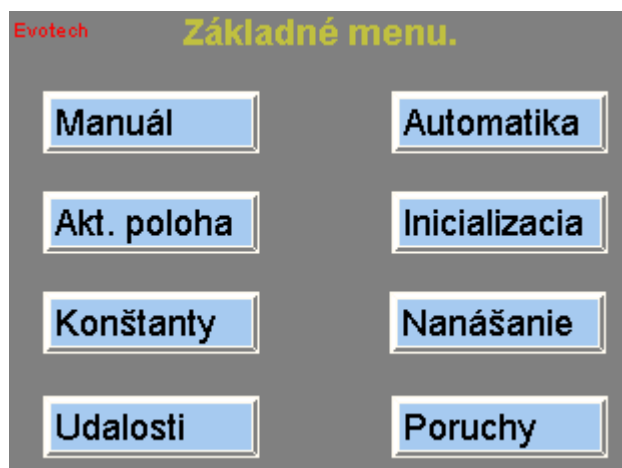 Evotech
Základné menu.
Manuál
Automatika
Akt. poloha
Inicializacia
Konštanty
Nanášanie
Udalosti
Poruchy